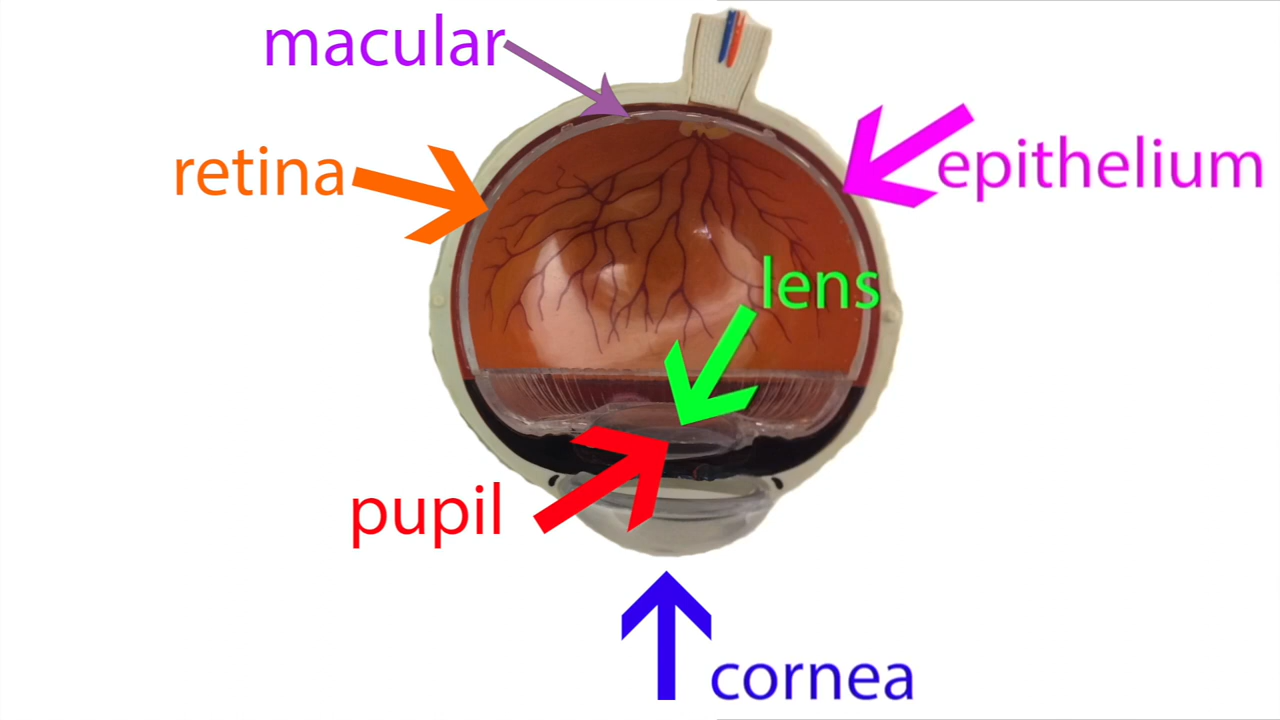 macular
retina
epithelium
lens
pupil
cornea